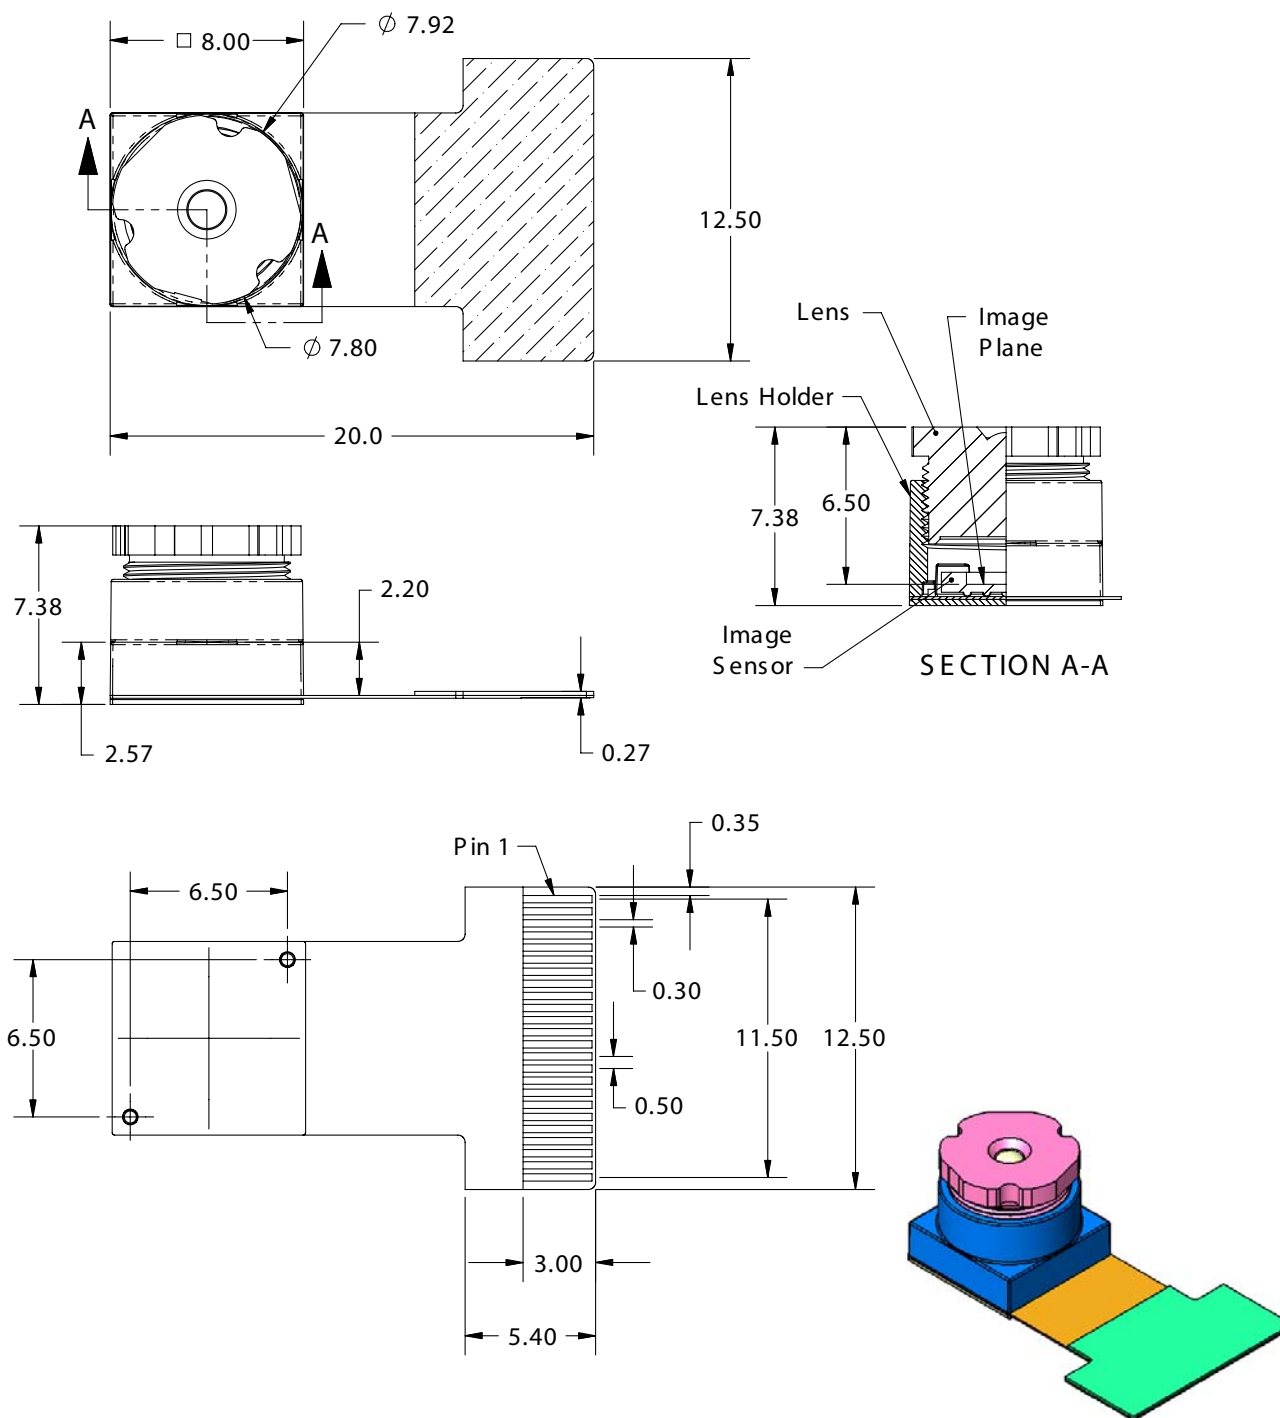 ⌀ 7.92
□ 8.00
A
A
12.50
⌀ 7.80
20.0
Lens
Image
Plane
Lens Holder
7.38
6.50
Image
Sensor
SECTION A-A
7.38
2.20
2.57
0.27
0.35
Pin 1
6.50
0.30
6.50
11.50
12.50
0.50
3.00
5.40